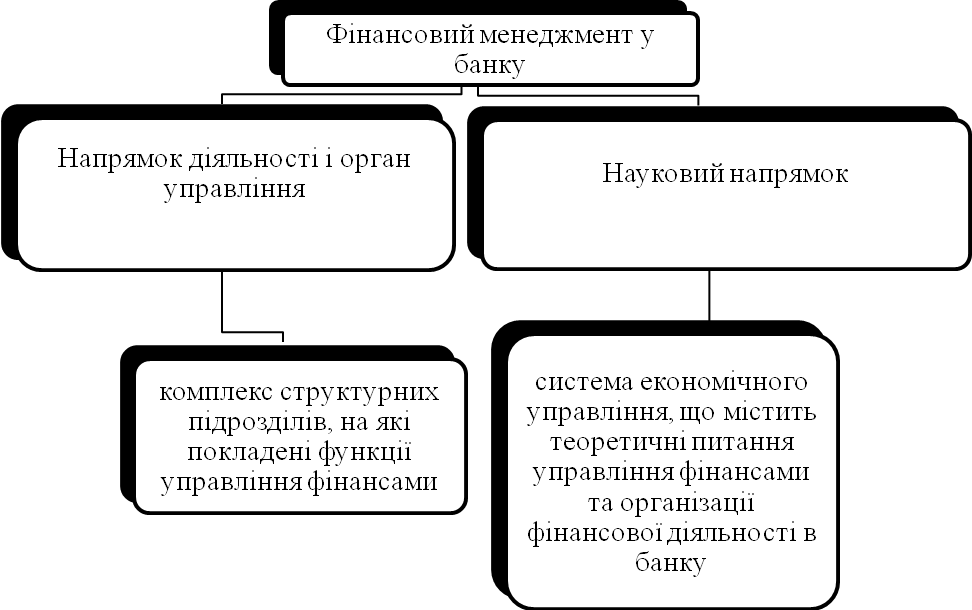 Фінансовий менеджмент у
банку
Напрямок діяльності і орган
управління
Науковий напрямок
комплекс структурних
підрозділів, на які
покладені функції
управління фінансами
система економічного
управління, що містить
теоретичні питання
управління фінансами
та організації
фінансової діяльності в
банку